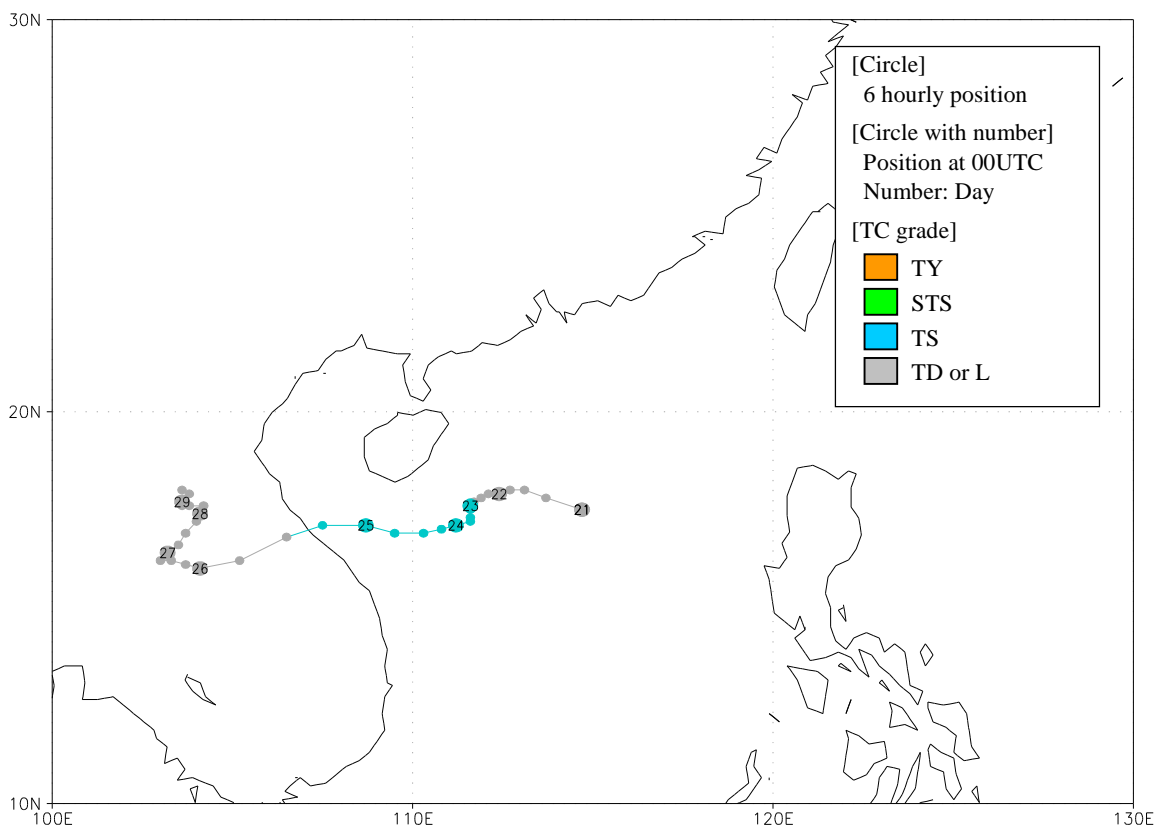 30N
[Circle]
6 hourly position
[Circle with number]
Position at 00UTC
Number: Day
[TC grade]
TY
STS
TS
TD or L
20N
29
28
27
26
25
24
23
22
21
10N
100E 110E 120E 130E